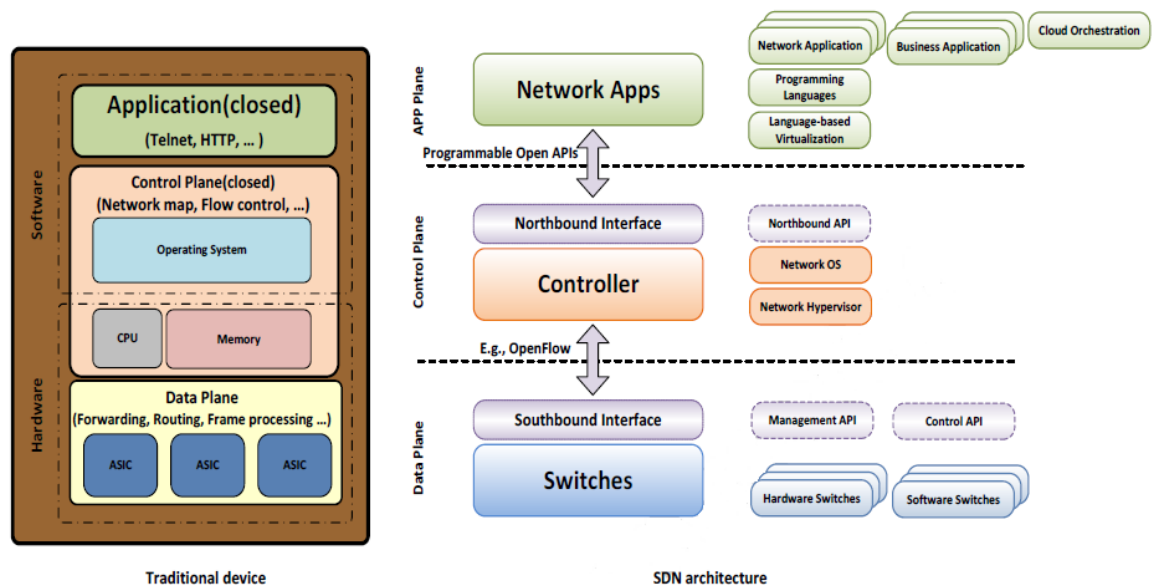 Software
Hardware
Application(closed)
(Telnet, HTTP, ... )
Control Plane(closed)
(Network map, Flow control, ...)
Operating System
CPU
Memory
Data Plane
(Forwarding, Routing, Frame processing ...)
ASIC
ASIC
ASIC
Traditional device
APP Plane
Network Apps
Network Application
Business Application
Cloud Orchestration
Programming
Languages
Language-based
Virtualization
Programmable Open APIs
Control Plane
Northbound Interface
Controller
Northbound API
Network OS
Network Hypervisor
E.g., OpenFlow
Data Plane
Southbound Interface
Switches
Management API
Control API
Hardware Switches
Software Switches
SDN architecture